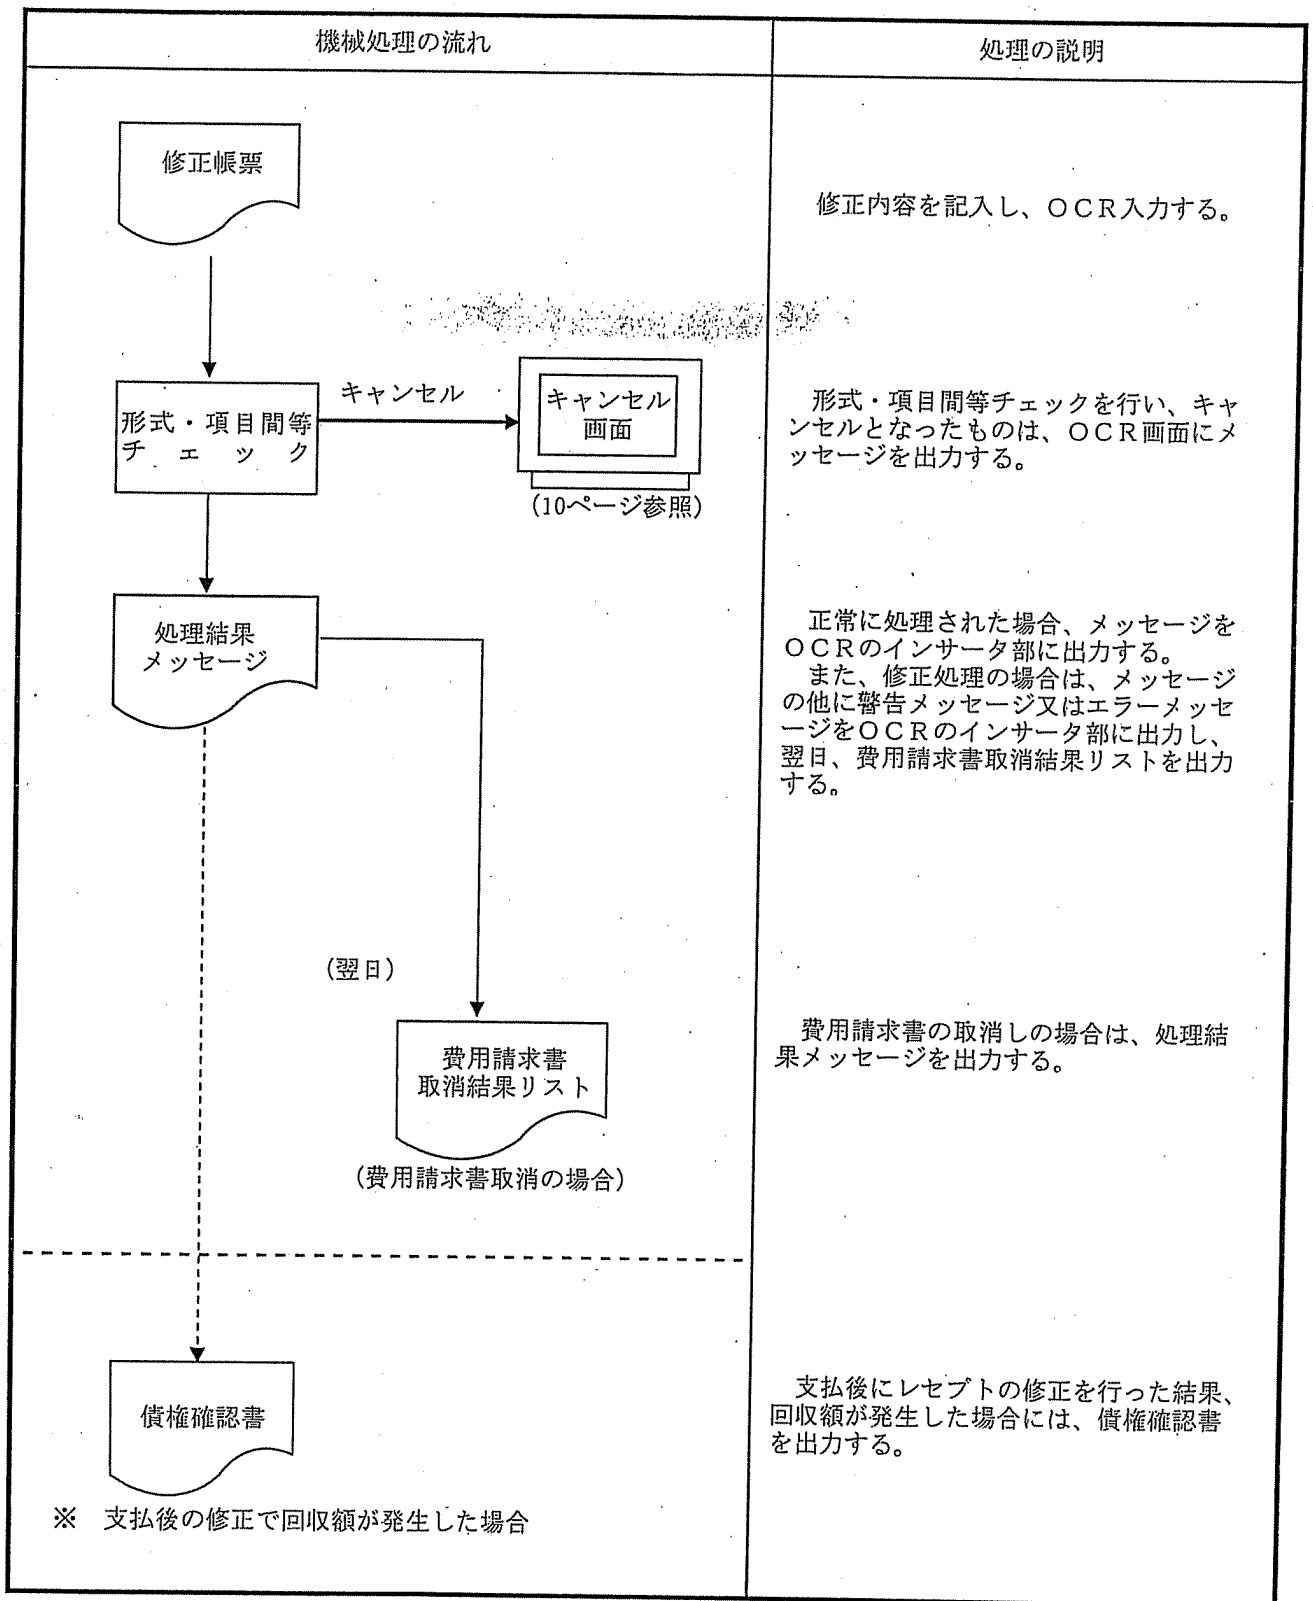 機械処理の流れ
処理の説明
修正帳票
修正内容を記入し、OCR入力する。
形式・項目間等
チェック
キャンセル
キャンセル
画面
(10ページ参照)
形式・項目間等チェックを行い、キャ
ンセルとなったものは、OCR画面にメ
ッセージを出力する。
処理結果
メッセージ
正常に処理された場合、メッセージを
OCRのインサータ部に出力する。
また、修正処理の場合は、メッセージ
の他に警告メッセージ又はエラーメッセ
ージをOCRのインサータ部に出力し、
翌日、費用請求書取消結果リストを出力
する。
(翌日)
費用請求書
取消結果リスト
(費用請求書取消の場合)
費用請求書の取消しの場合は、処理結
果メッセージを出力する。
債権確認書
支払後にレセプトの修正を行った結果、
回収額が発生した場合には、債権確認書
を出力する。
※ 支払後の修正で回収額が発生した場合